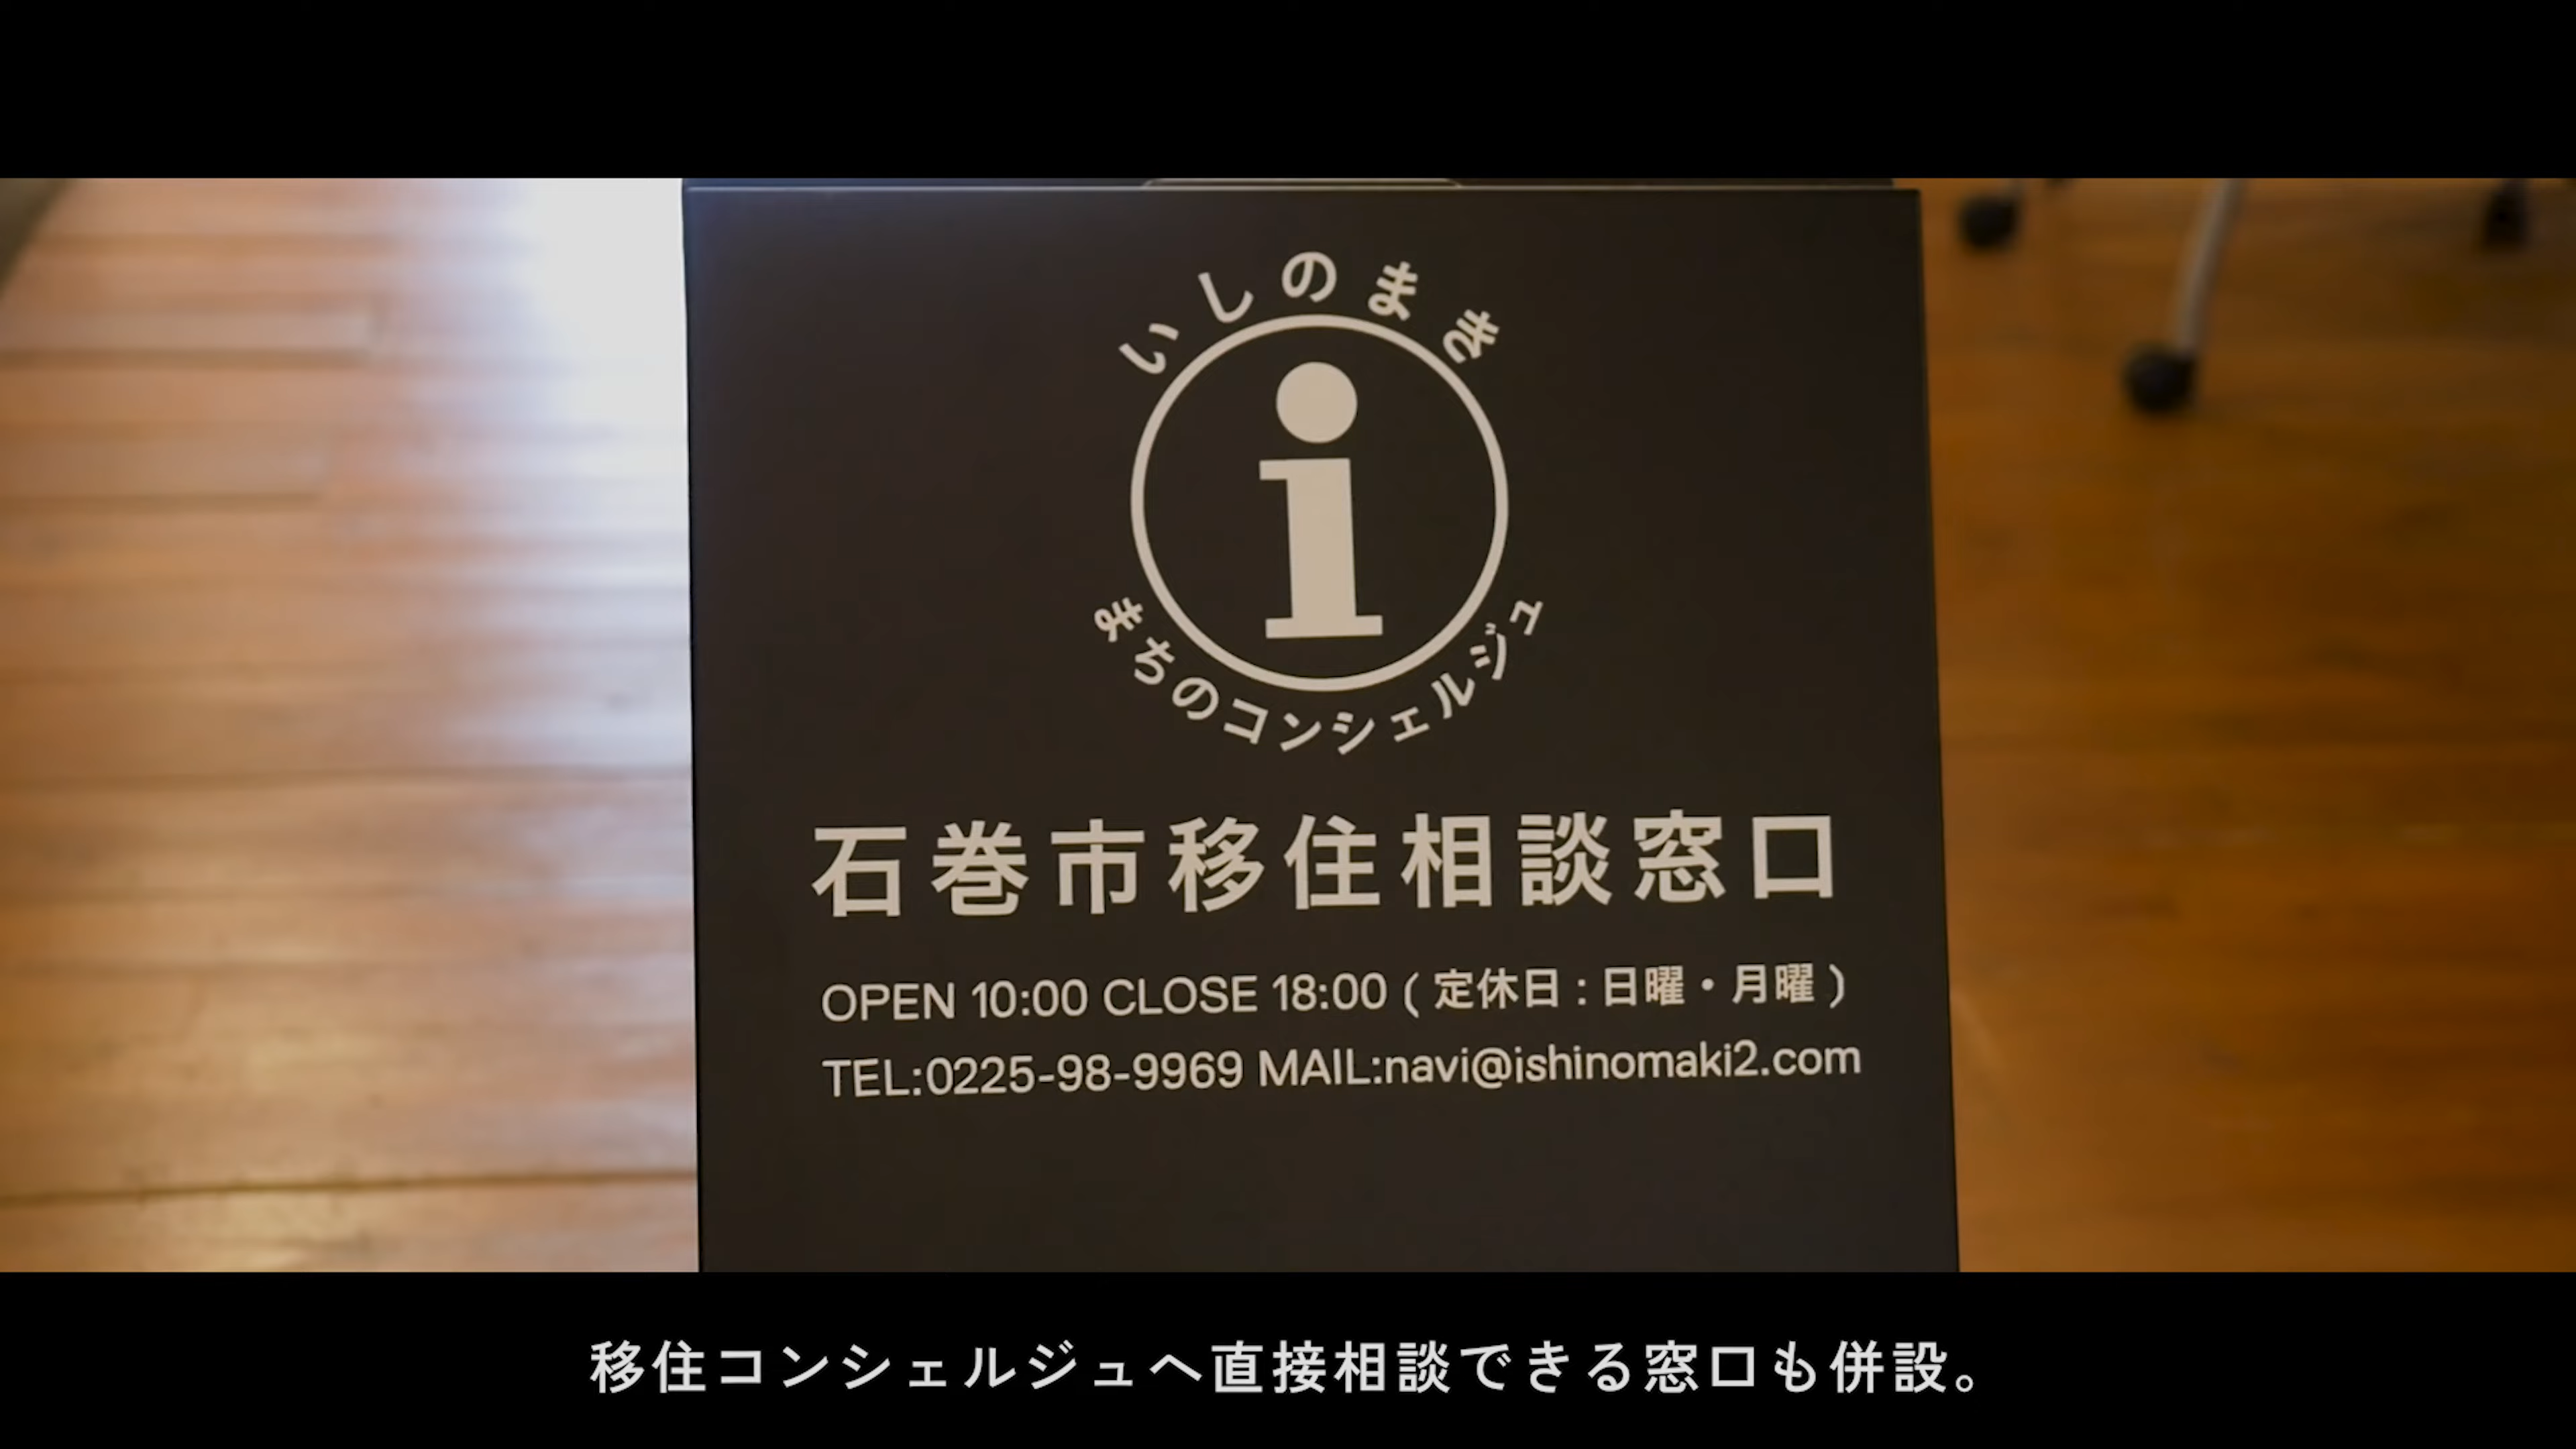 いしのまき
i
まちのコンシェルジュ
石巻市移住相談窓口
OPEN 10:00 CLOSE 18:00 ( 定休日 : 日曜・月曜 )
TEL:0225-98-9969 MAIL:navi@ishinomaki2.com
移住コンシェルジュへ直接相談できる窓口も併設。